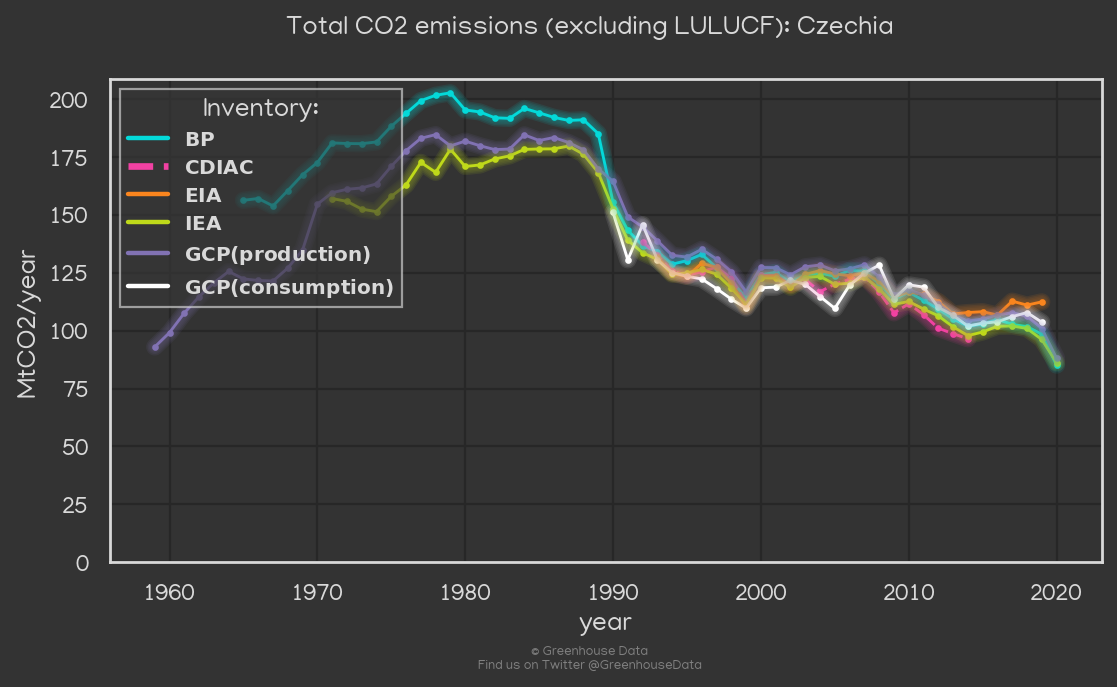 Total CO2 emissions (excluding LULUCF): Czechia
Inventory:
BP
CDIAC
EIA
IEA
GCP(production)
GCP(consumption)
MtCO2/year
200
175
150
125
100
75
50
25
0
1960 1970 1980 1990 2000 2010 2020
year
© Greenhouse Data
Find us on Twitter @GreenhouseData